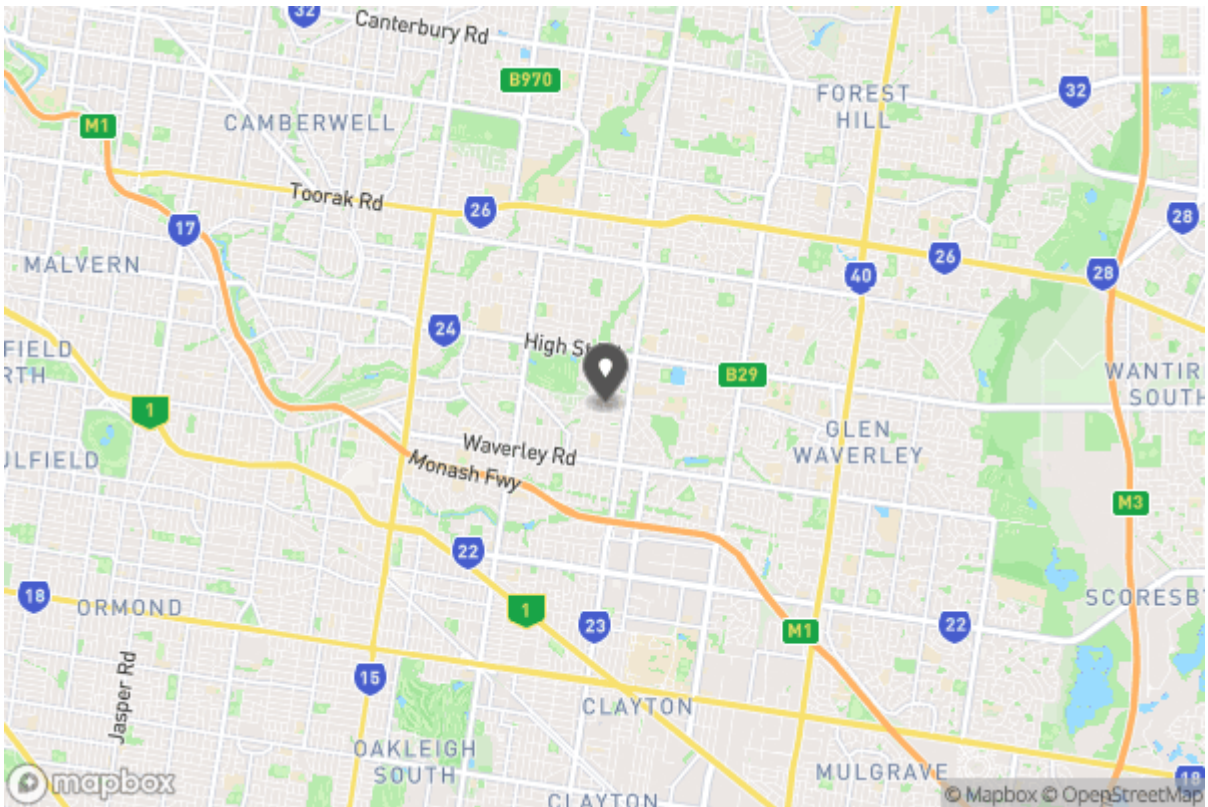 32
Canterbury Rd
B970
FOREST
HILL
32
M1
CAMBERWELL
Toorak Rd
26
17
28
MALVERN
26
28
40
24
High St
FIELD
RTH
B29
WANTIR
SOUTH
1
GLEN
WAVERLEY
ULFIELD
Waverley Rd
Monash Fwy
M3
22
18
ORMOND
1
23
M1
22
SCORESBY
15
Jasper Rd
CLAYTON
OAKLEIGH
SOUTH
MULGRAVE
18
mapbox
CLAYTON
© Mapbox © OpenStreetMap